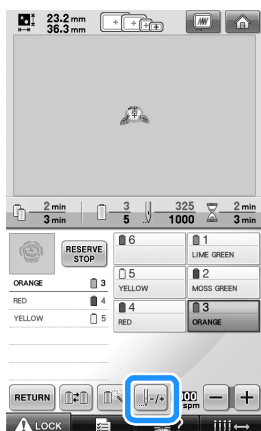 23.2 mm
36.3 mm
2 min
3 min
3
5
325
1000
2 min
3 min
RESERVE
STOP
ORANGE 3
RED 4
YELLOW 5
6
1
LIME GREEN
5
YELLOW
2
MOSS GREEN
4
RED
3
ORANGE
RETURN
-/+
00
spm
- +
LOCK
?